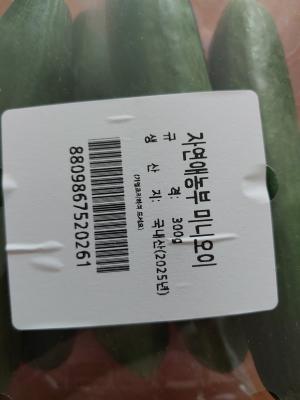 자연애농부 미니오이
규 격: 300g
생 산 지: 국내산(2025년)
8809867520261